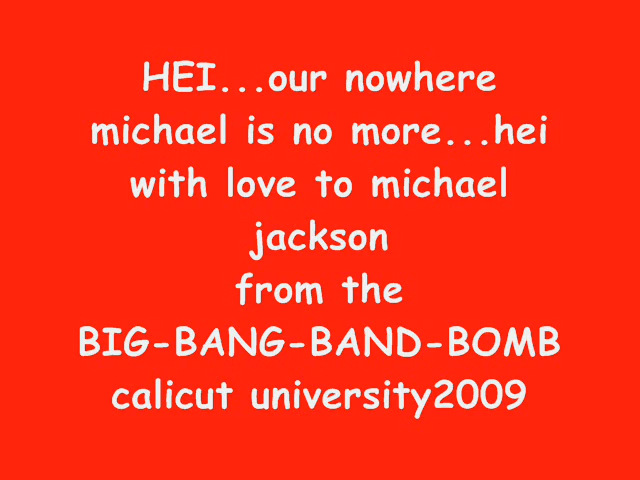 HEI...our nowhere
michael is no more...hei
with love to michael
jackson
from the
BIG-BANG-BAND-BOMB
calicut university2009